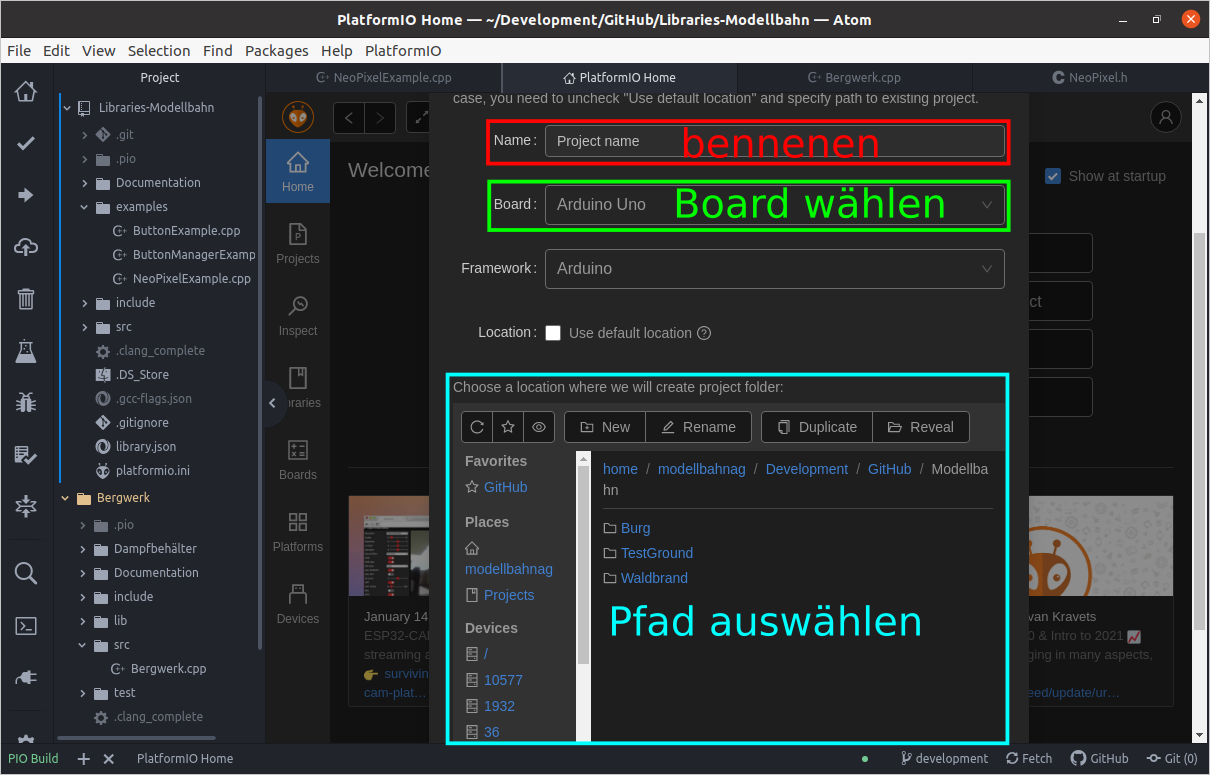 PlatformIO Home — ~/Development/GitHub/Libraries-Modellbahn — Atom
File Edit View Selection Find Packages Help PlatformIO
Project
NeoPixelExample.cpp
PlatformIO Home
Bergwerk.cpp
NeoPixel.h
Libraries-Modellbahn
.git
.pio
Documentation
examples
ButtonExample.cpp
ButtonManagerExamp
NeoPixelExample.cpp
include
src
.clang_complete
.DS_Store
.gcc-flags.json
.gitignore
library.json
platformio.ini
Bergwerk
.pio
Dampfbehälter
Documentation
include
lib
src
Bergwerk.cpp
test
.clang_complete
Home
Projects
Inspect
raries
Boards
Platforms
Devices
Welcome
Show at startup
ct
case, you need to uncheck "Use default location" and specify path to existing project.
Name: Project name bennenen
Board: Arduino Uno Board wählen
Framework: Arduino
Location: Use default location
Choose a location where we will create project folder:
New Rename Duplicate Reveal
Favorites
GitHub
Places
modellbahnag
Projects
Devices
/
10577
1932
36
home / modellbahnag / Development / GitHub / Modellba
hn
Burg
TestGround
Waldbrand
Pfad auswählen
January 14
ESP32-CA
streaming a
survivin
cam-plat…
van Kravets
0 & Intro to 2021
ging in many aspects,
eed/update/ur…
PIO Build PlatformIO Home development Fetch GitHub Git (0)